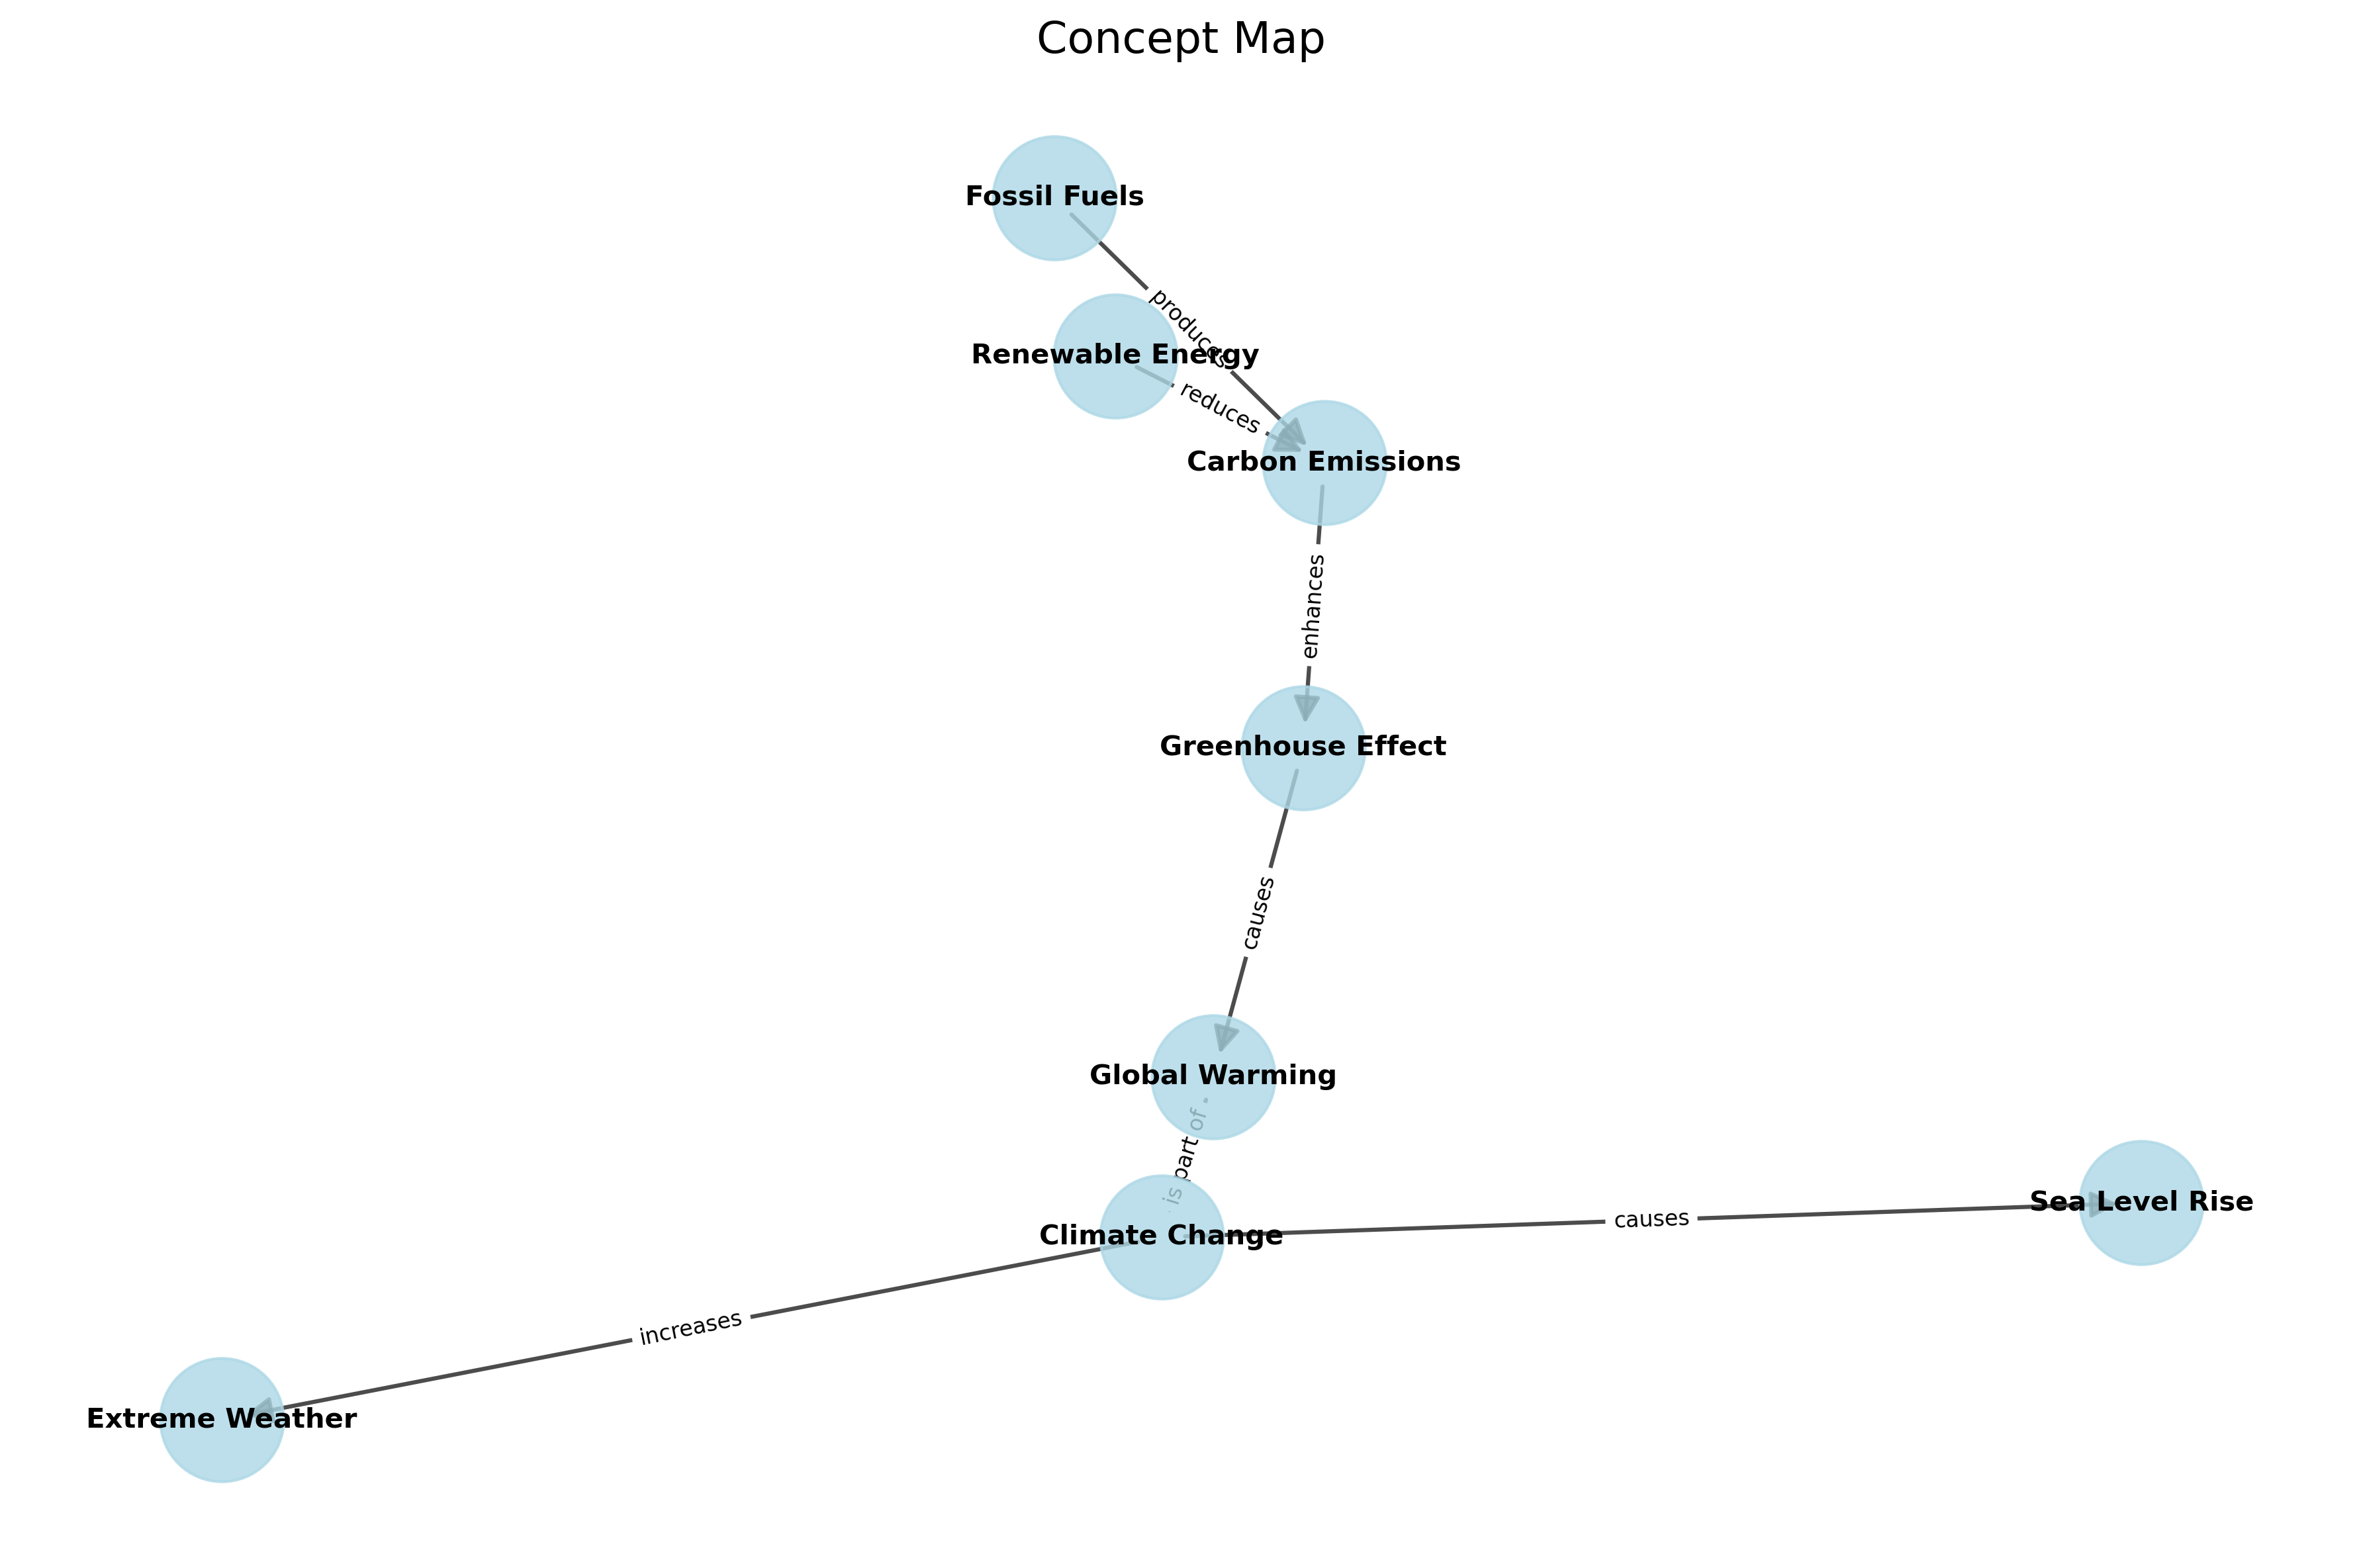 Concept Map
Fossil Fuels
produces
Renewable Energy
reduces
Carbon Emissions
enhances
Greenhouse Effect
causes
Global Warming
is part of
Climate Change
causes
Sea Level Rise
increases
Extreme Weather